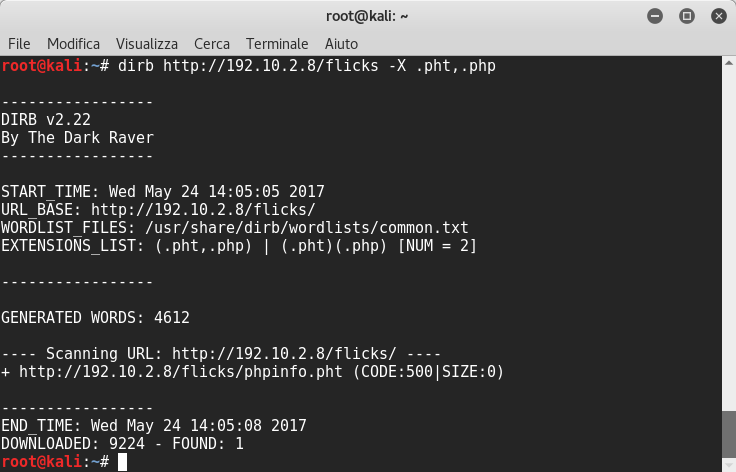 root@kali: ~
File Modifica Visualizza Cerca Terminale Aiuto
root@kali:~# dirb http://192.10.2.8/flicks -X .pht,.php
-----------------
DIRB v2.22
By The Dark Raver
-----------------
START_TIME: Wed May 24 14:05:05 2017
URL_BASE: http://192.10.2.8/flicks/
WORDLIST_FILES: /usr/share/dirb/wordlists/common.txt
EXTENSIONS_LIST: (.pht,.php) | (.pht)(.php) [NUM = 2]
-----------------
GENERATED WORDS: 4612
---- Scanning URL: http://192.10.2.8/flicks/ ----
+ http://192.10.2.8/flicks/phpinfo.pht (CODE:500|SIZE:0)
-----------------
END_TIME: Wed May 24 14:05:08 2017
DOWNLOADED: 9224 - FOUND: 1
root@kali:~#